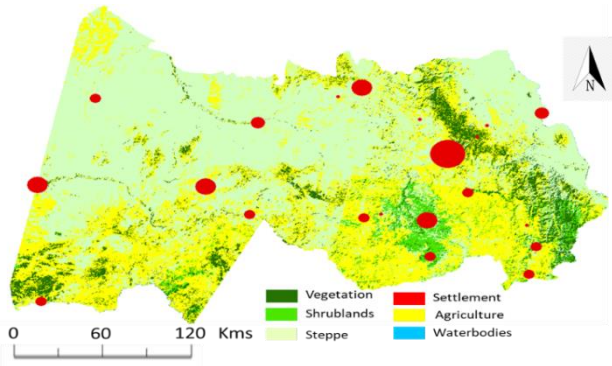 N
Vegetation Settlement
Shrublands Agriculture
Steppe Waterbodies
0 60 120 Kms